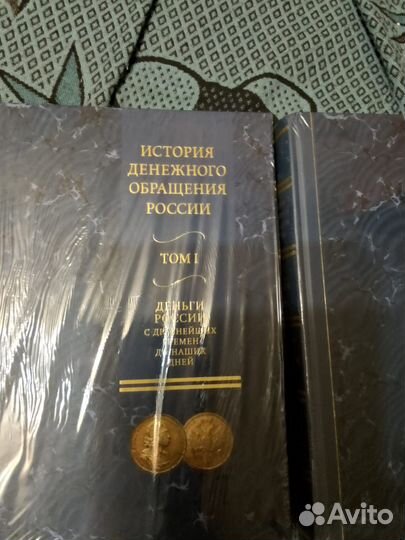 ИСТОРИЯ
ДЕНЕЖНОГО
ОБРАЩЕНИЯ
РОССИИ
ТОМ I
ДЕНЬГИ
РОССИИ
С ДРЕВНЕЙШИХ
ВРЕМЕН
ДО НАШИХ
ДНЕЙ
Avito